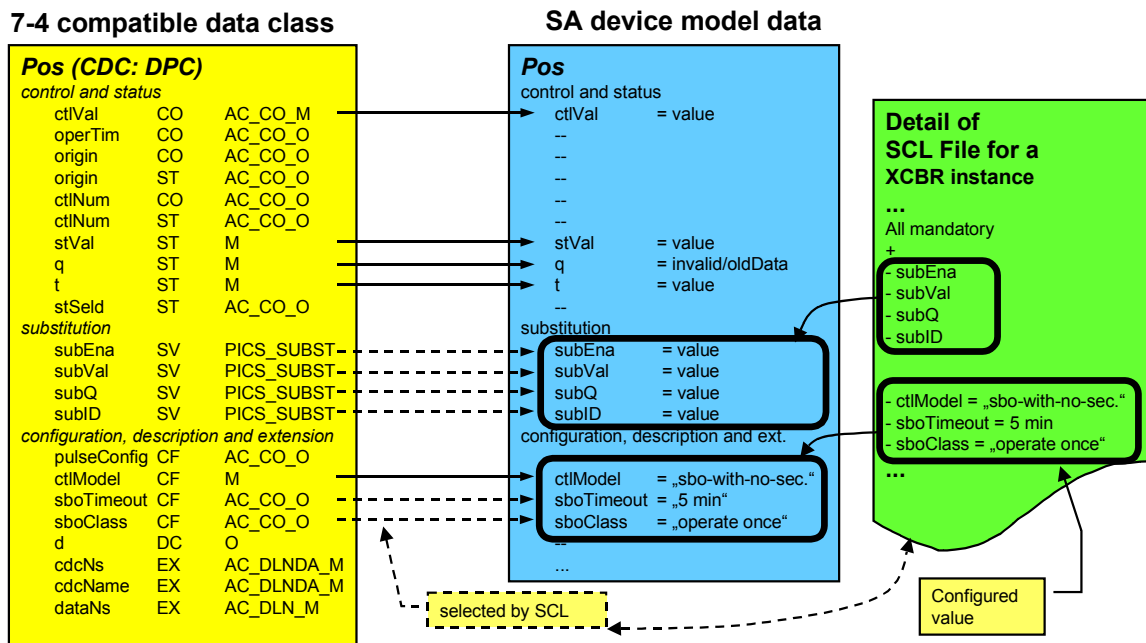 7-4 compatible data class
Pos (CDC: DPC)
control and status
ctlVal CO AC_CO_M
operTim CO AC_CO_O
origin CO AC_CO_O
origin ST AC_CO_O
ctlNum CO AC_CO_O
ctlNum ST AC_CO_O
stVal ST M
q ST M
t ST M
stSeld ST AC_CO_O
substitution
subEna SV PICS_SUBST
subVal SV PICS_SUBST
subQ SV PICS_SUBST
subID SV PICS_SUBST
configuration, description and extension
pulseConfig CF AC_CO_O
ctlModel CF M
sboTimeout CF AC_CO_O
sboClass CF AC_CO_O
d DC O
cdcNs EX AC_DLNDA_M
cdcName EX AC_DLNDA_M
dataNs EX AC_DLN_M
SA device model data
Pos
control and status
ctlVal = value
--
--
--
--
--
stVal = value
q = invalid/oldData
t = value
--
substitution
subEna = value
subVal = value
subQ = value
subID = value
configuration, description and ext.
ctlModel = „sbo-with-no-sec.“
sboTimeout = „5 min“
sboClass = „operate once“
--
...
selected by SCL
Detail of
SCL File for a
XCBR instance
...
All mandatory
+
- subEna
- subVal
- subQ
- subID
- ctlModel = „sbo-with-no-sec.“
- sboTimeout = 5 min
- sboClass = „operate once“
...
Configured
value